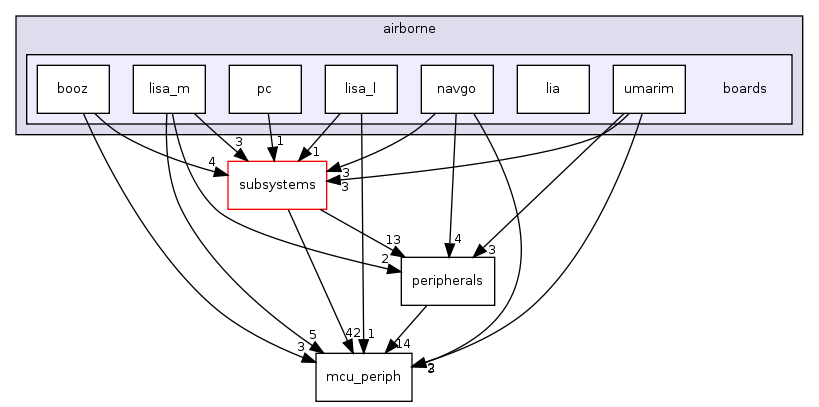 airborne
booz
lisa_m
pc
lisa_l
navgo
lia
umarim
boards
3
1
1
4
3
3
subsystems
13
4
3
2
peripherals
5
42
1
14
3
mcu_periph